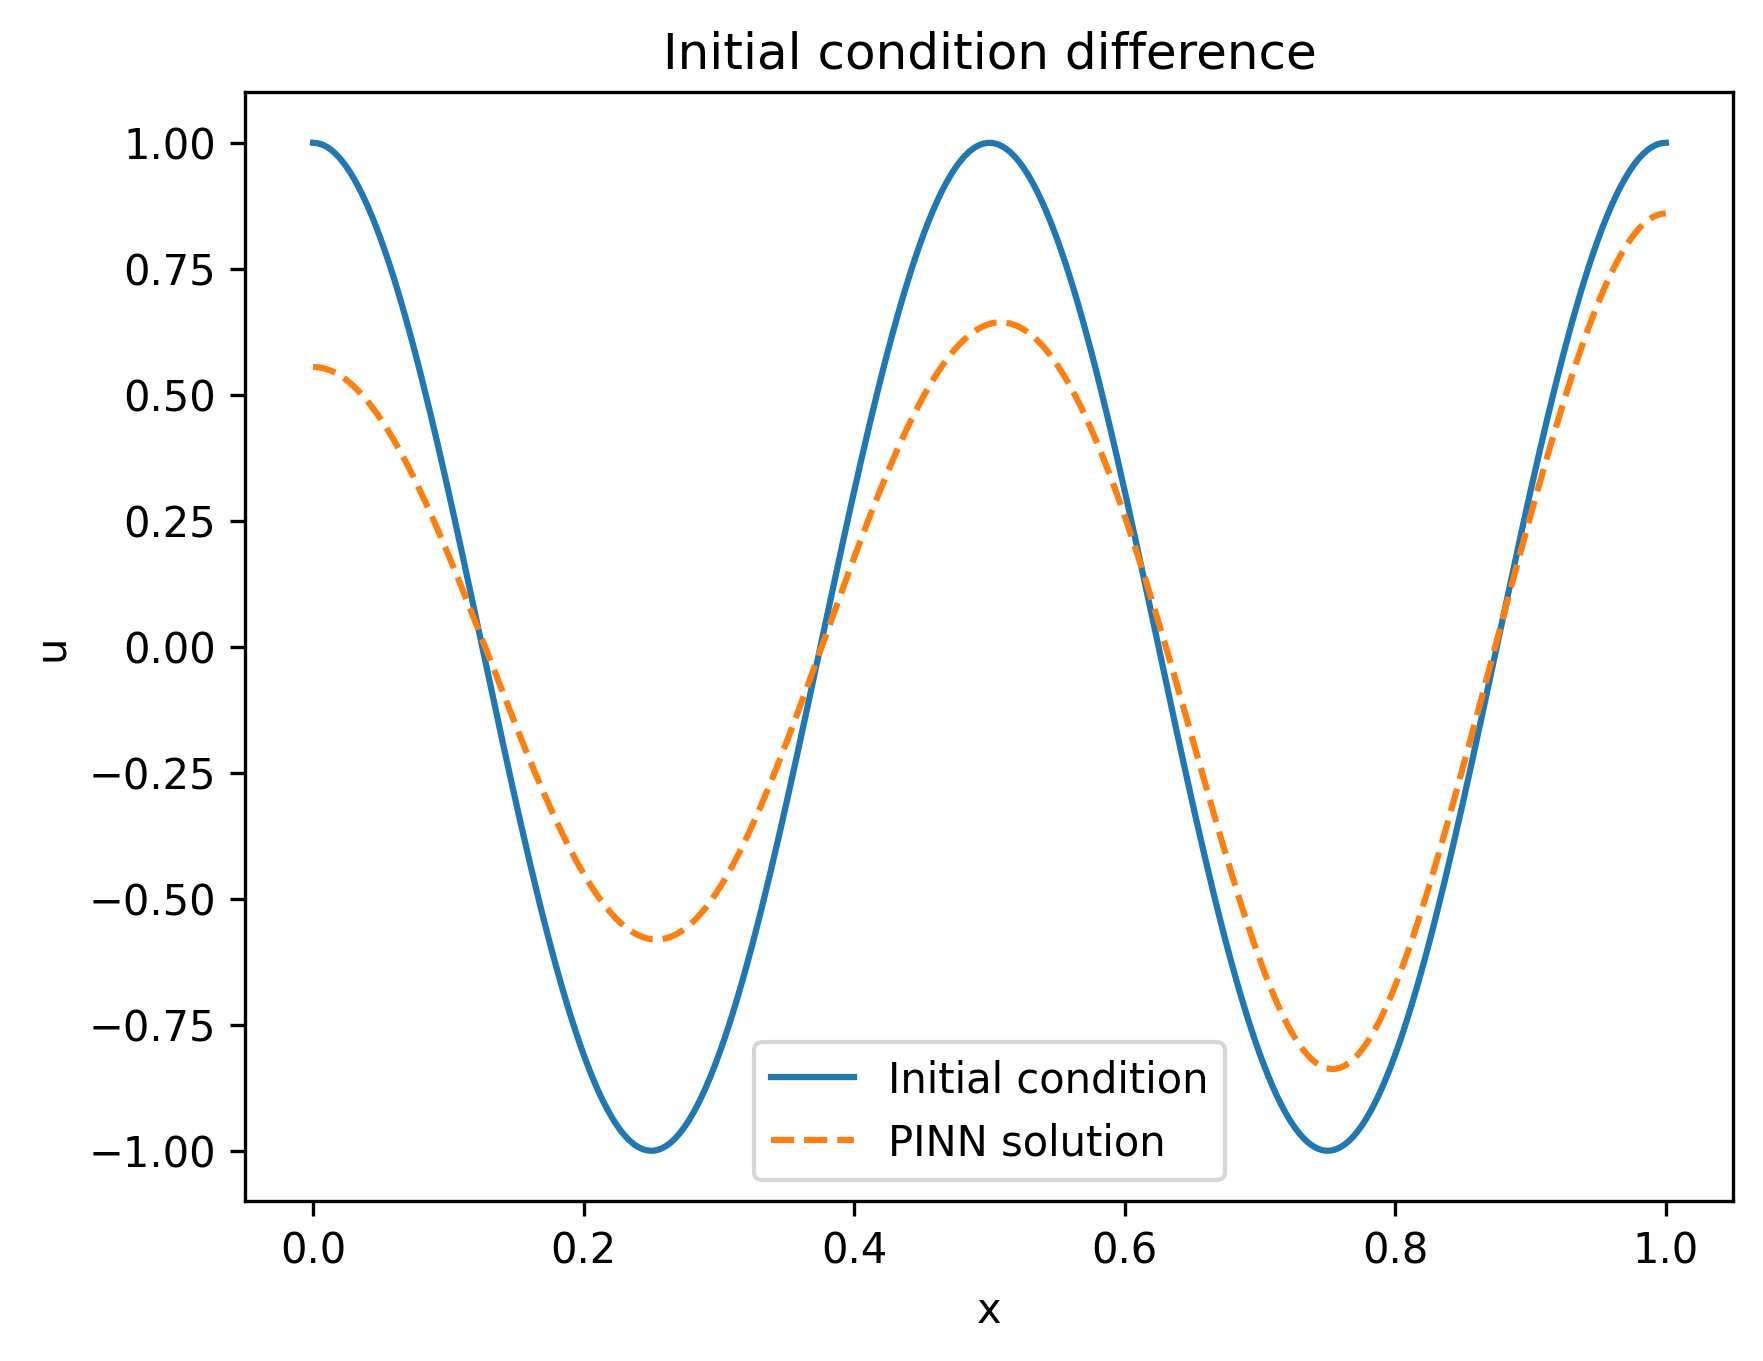 Initial condition difference
1.00
0.75
0.50
0.25
0.00
−0.25
−0.50
−0.75
−1.00
u
Initial condition
PINN solution
0.0 0.2 0.4 0.6 0.8 1.0
x